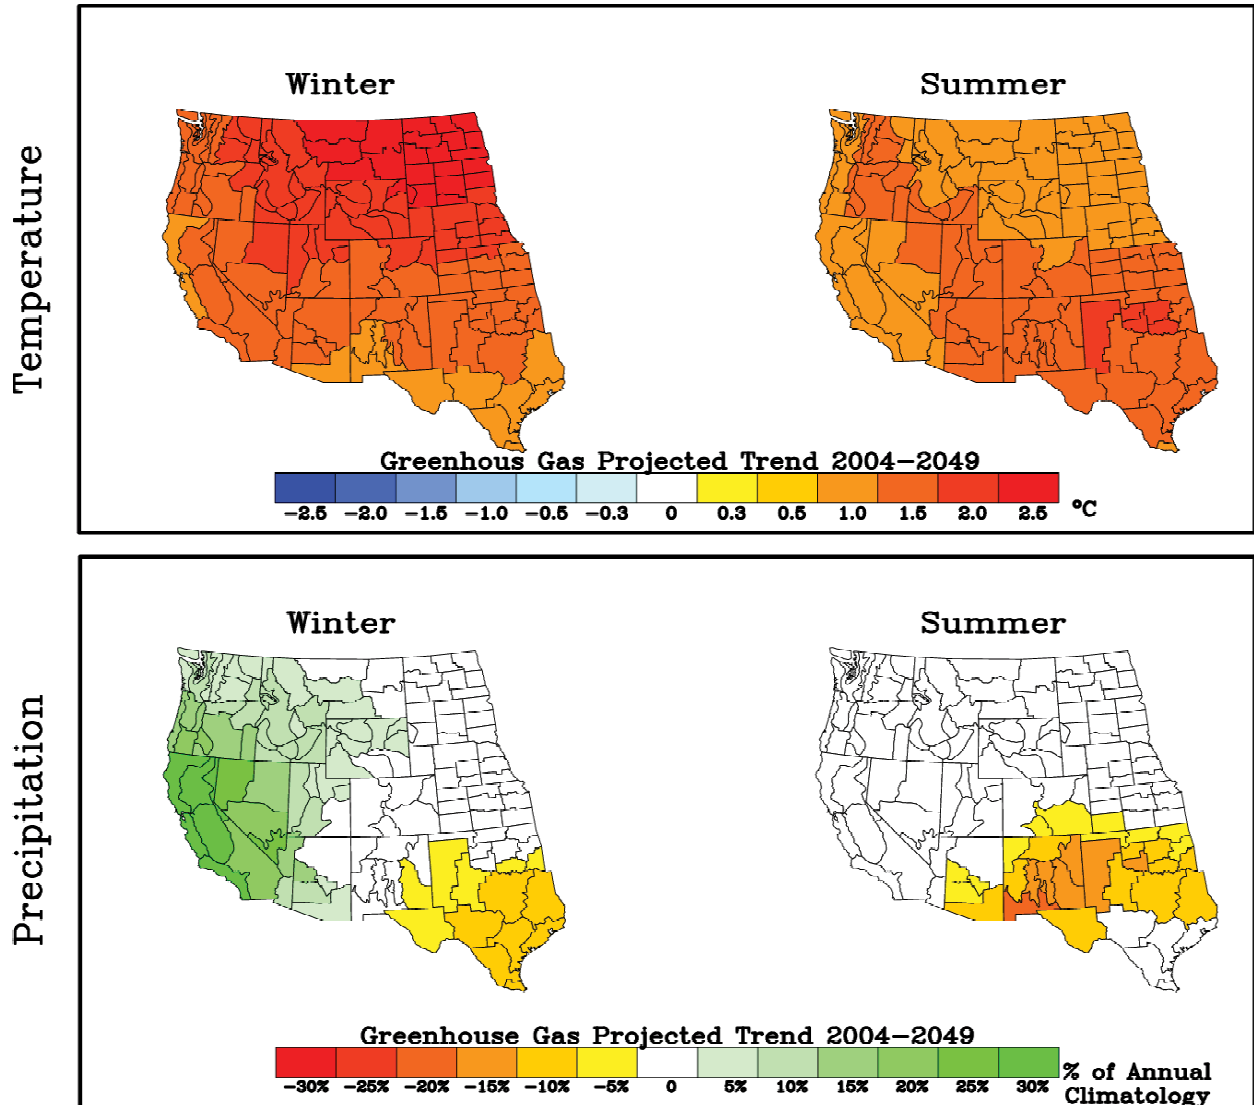 Temperature
Winter
Summer
Greenhous Gas Projected Trend 2004-2049
-2.5 -2.0 -1.5 -1.0 -0.5 -0.3 0 0.3 0.5 1.0 1.5 2.0 2.5 °C
Precipitation
Winter
Summer
Greenhouse Gas Projected Trend 2004-2049
-30% -25% -20% -15% -10% -5% 0 5% 10% 15% 20% 25% 30% % of Annual
Climatology